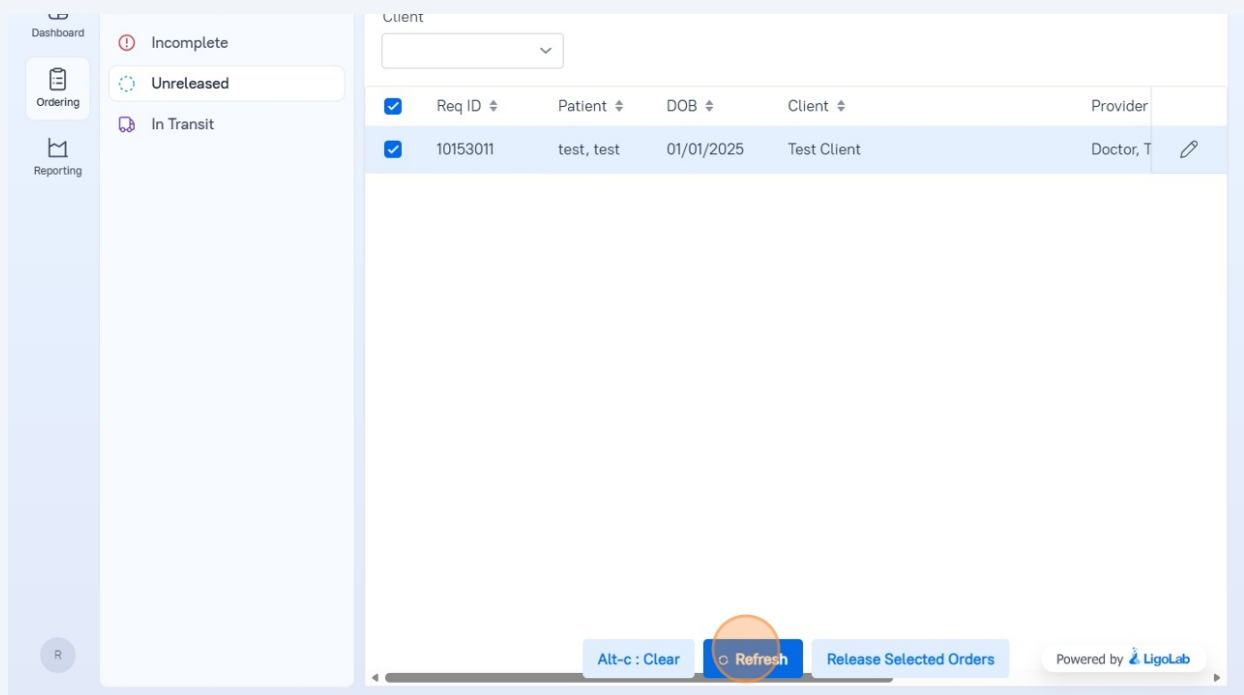 Client
Dashboard
Incomplete
Unreleased
Ordering
In Transit
Reporting
Req ID Patient DOB Client Provider
10153011 test, test 01/01/2025 Test Client Doctor, T
R
Alt-c : Clear
Refresh
Release Selected Orders
Powered by LigoLab